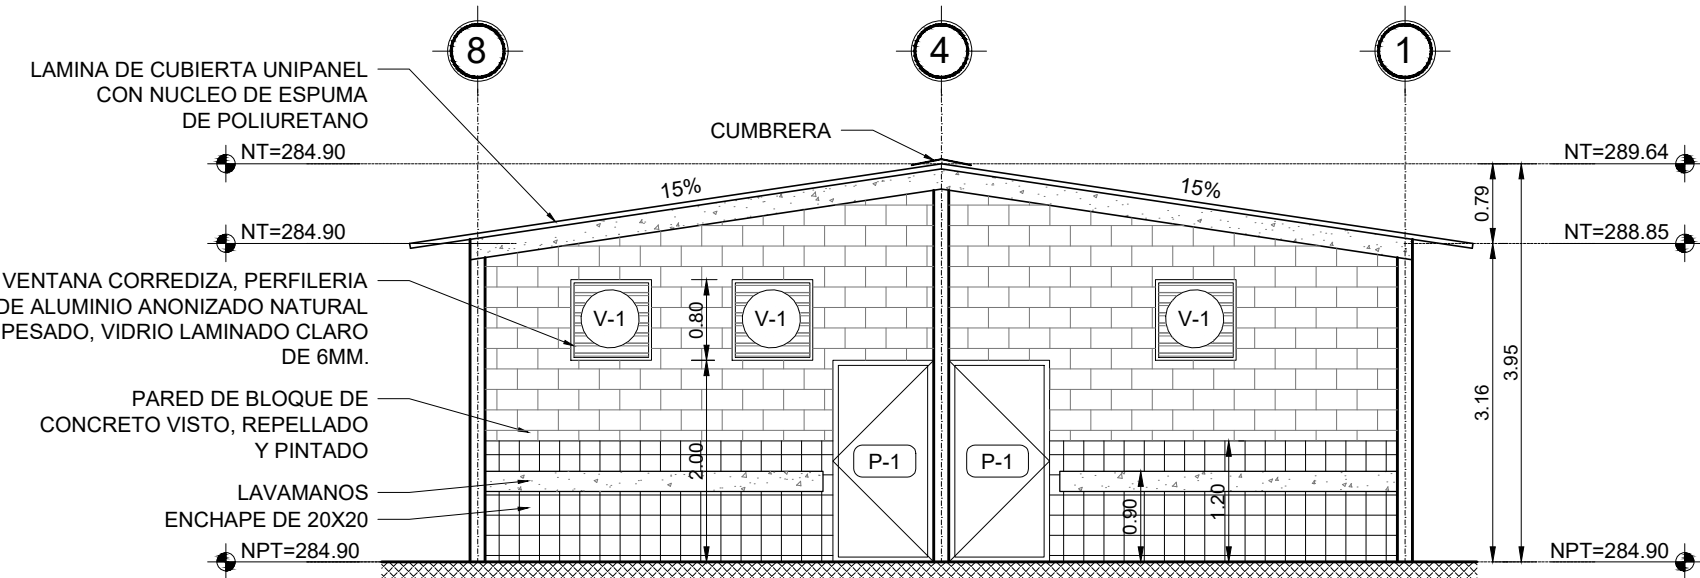 8
4
1
LAMINA DE CUBIERTA UNIPANEL
CON NUCLEO DE ESPUMA
DE POLIURETANO
CUMBRERA
NT=284.90
NT=289.64
15%
15%
0.79
NT=284.90
NT=288.85
VENTANA CORREDIZA, PERFILERIA
DE ALUMINIO ANONIZADO NATURAL
PESADO, VIDRIO LAMINADO CLARO
DE 6MM.
V-1
V-1
V-1
0.80
3.95
3.16
PARED DE BLOQUE DE
CONCRETO VISTO, REPELLADO
Y PINTADO
2.00
P-1
P-1
LAVAMANOS
0.90
1.20
ENCHAPE DE 20X20
NPT=284.90
NPT=284.90